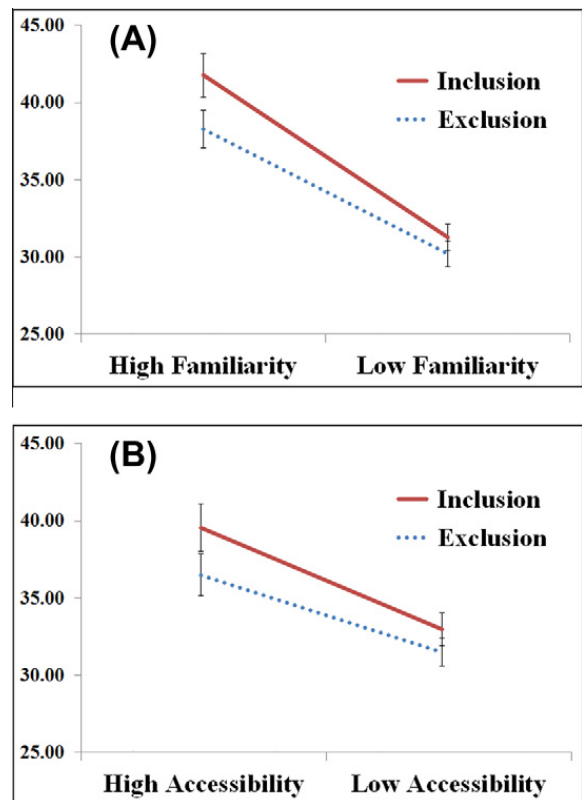 (A)
45.00
40.00
35.00
30.00
25.00
Inclusion
Exclusion
High Familiarity Low Familiarity
(B)
45.00
40.00
35.00
30.00
25.00
Inclusion
Exclusion
High Accessibility Low Accessibility